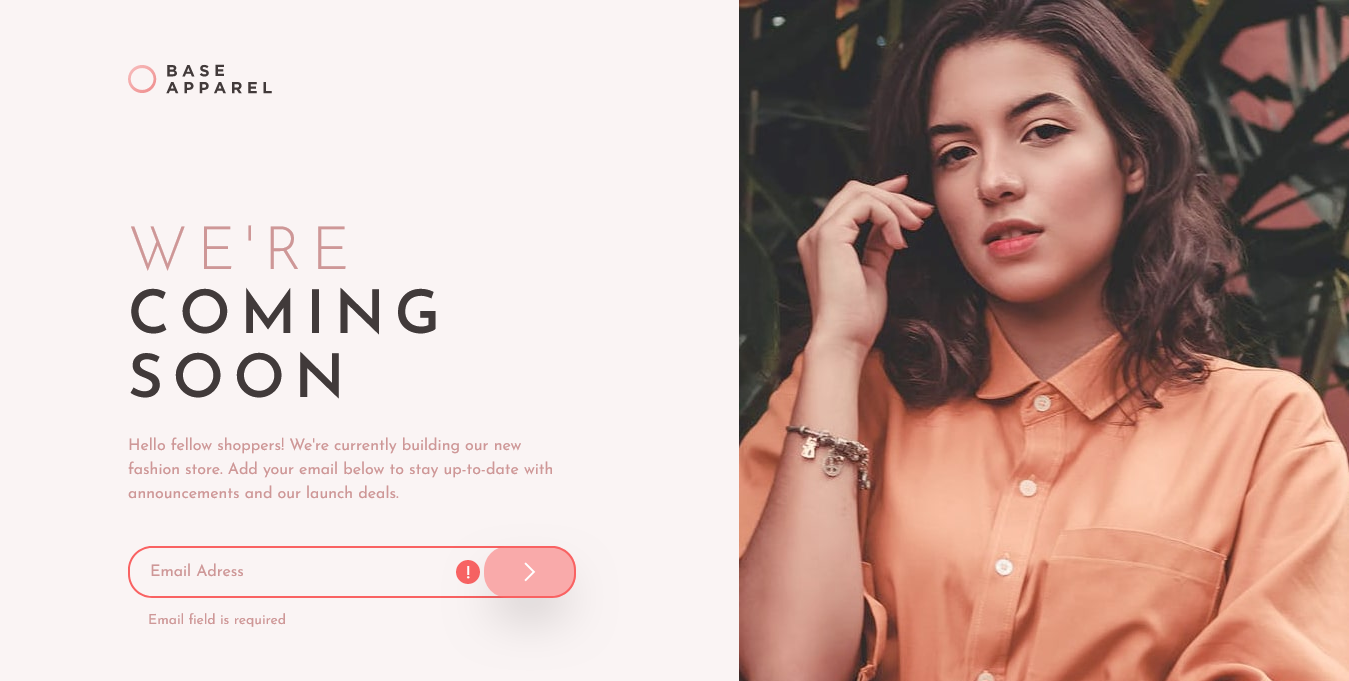 BASE
APPAREL
WE'RE
COMING
SOON
Hello fellow shoppers! We're currently building our new
fashion store. Add your email below to stay up-to-date with
announcements and our launch deals.
Email Adress
!
Email field is required